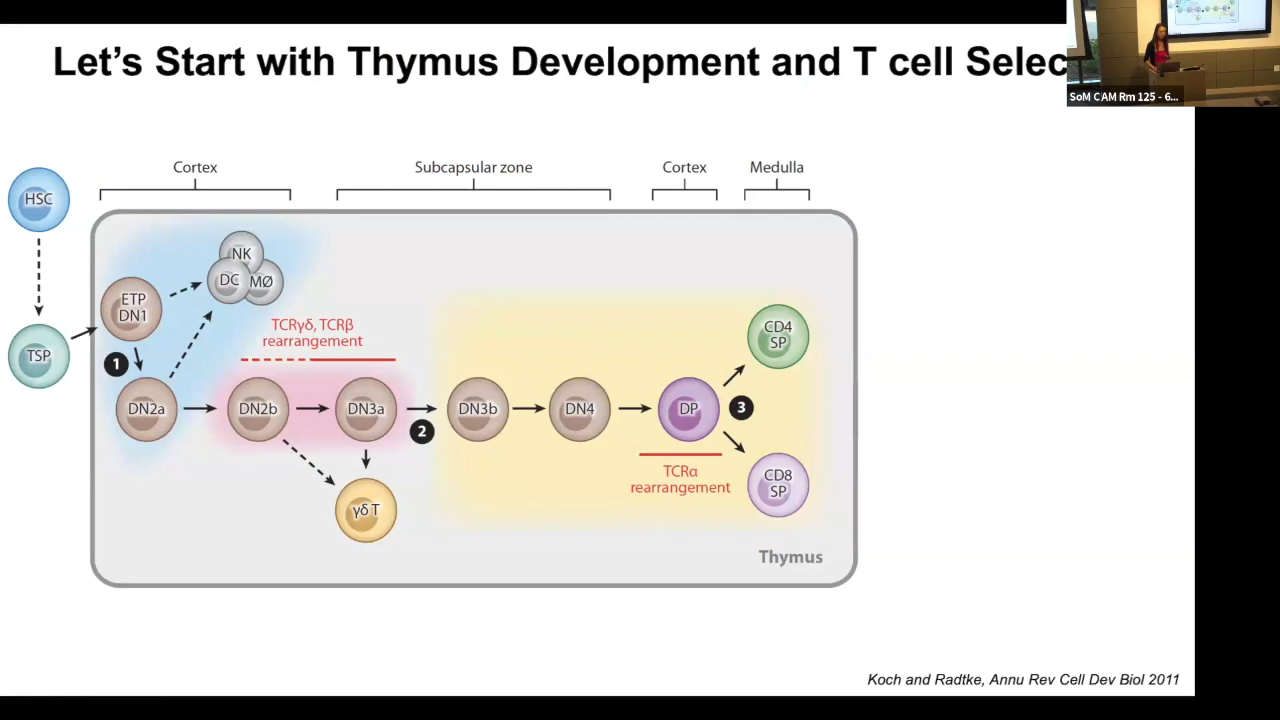 Let's Start with Thymus Development and T cell Selec
SoM CAM Rm 125 - 6...
Cortex
Subcapsular zone
Cortex
Medulla
HSC
TSP
ETP
DN1
NK
DC
MØ
1
TCRγδ, TCRβ
rearrangement
DN2a
DN2b
DN3a
2
DN3b
DN4
DP
3
CD4
SP
CD8
SP
TCRα
rearrangement
γδ T
Thymus
Koch and Radtke, Annu Rev Cell Dev Biol 2011